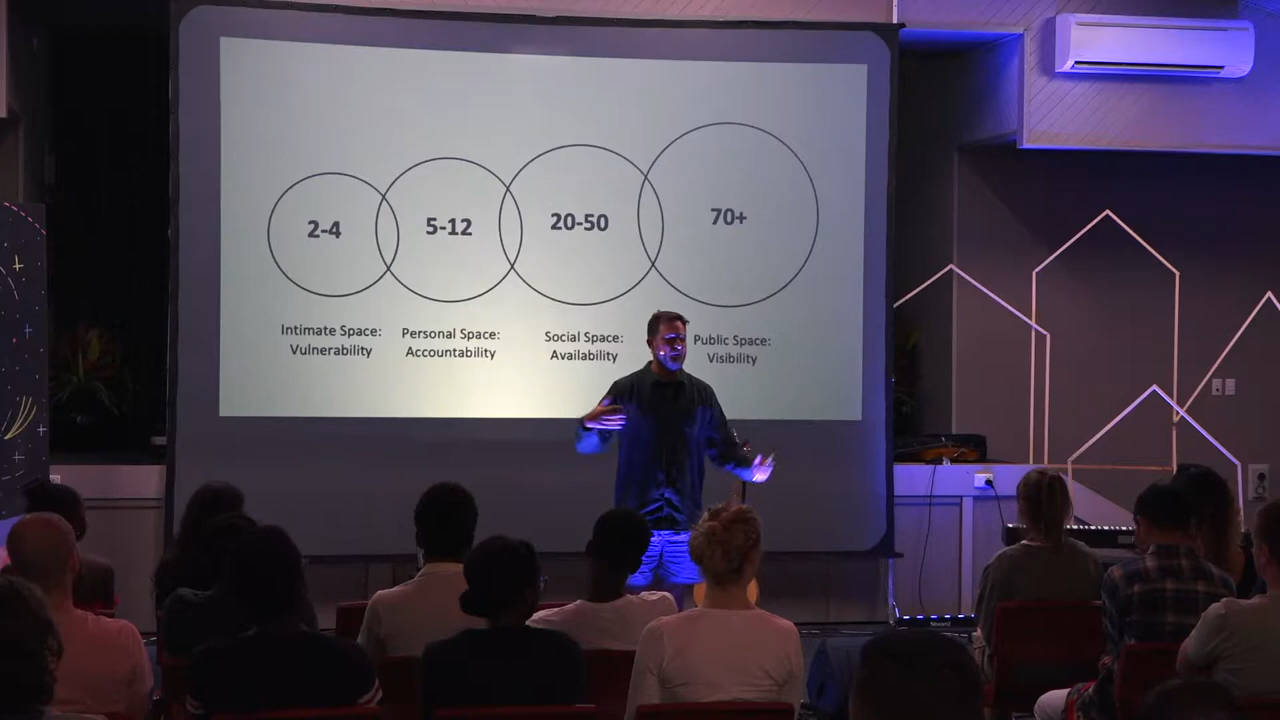 2-4
5-12
20-50
70+
Intimate Space:
Vulnerability
Personal Space:
Accountability
Social Space:
Availability
Public Space:
Visibility